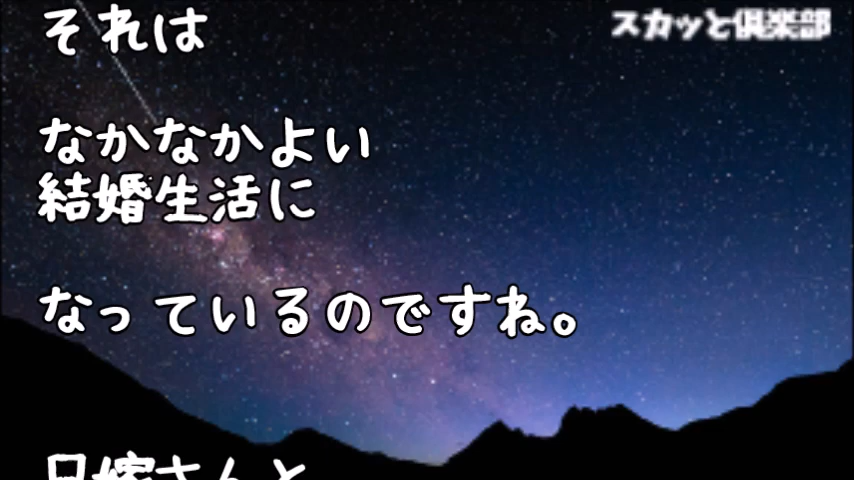 スカッと倶楽部
それは
なかなかよい
結婚生活に
なっているのですね。
兄嫁さんと